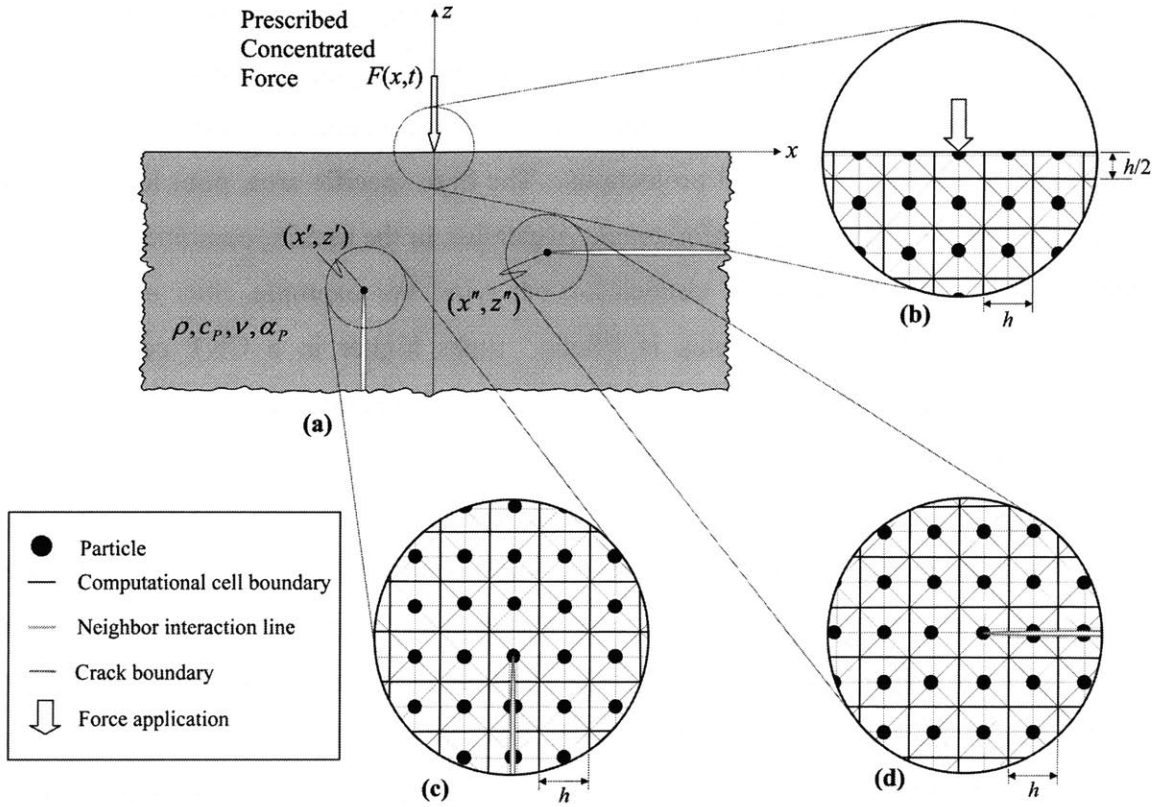 Prescribed
Concentrated
Force
F(x,t)
z
x
(x′, z′)
(x″, z″)
ρ, c_P, ν, α_P
(a)
h/2
h
(b)
Particle
Computational cell boundary
Neighbor interaction line
Crack boundary
Force application
(c)
h
(d)
h